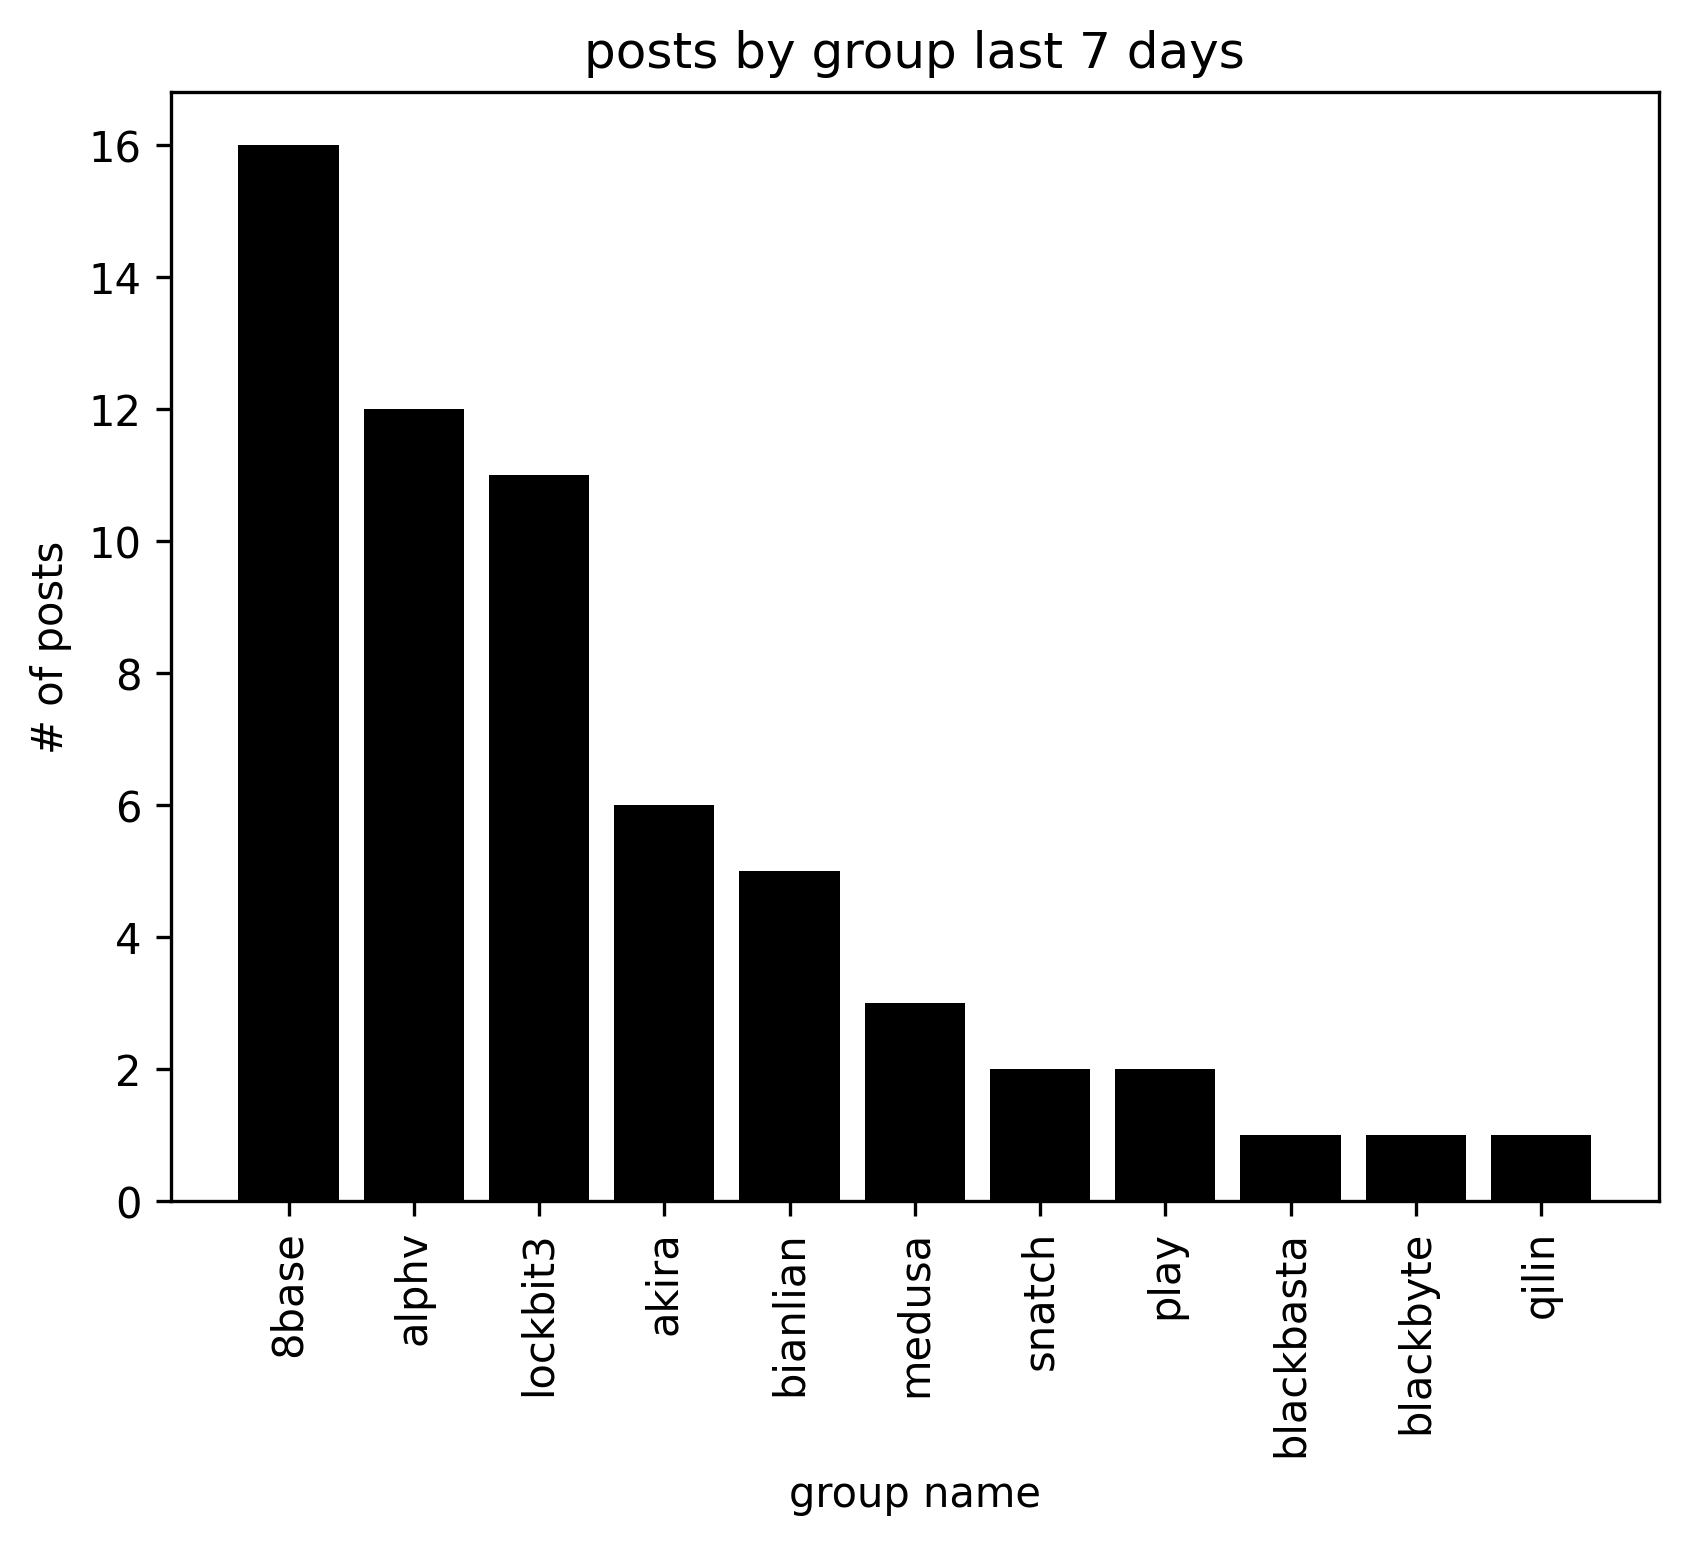 posts by group last 7 days
16
14
12
10
8
6
4
2
0
# of posts
8base
alphv
lockbit3
akira
bianlian
medusa
snatch
play
blackbasta
blackbyte
qilin
group name